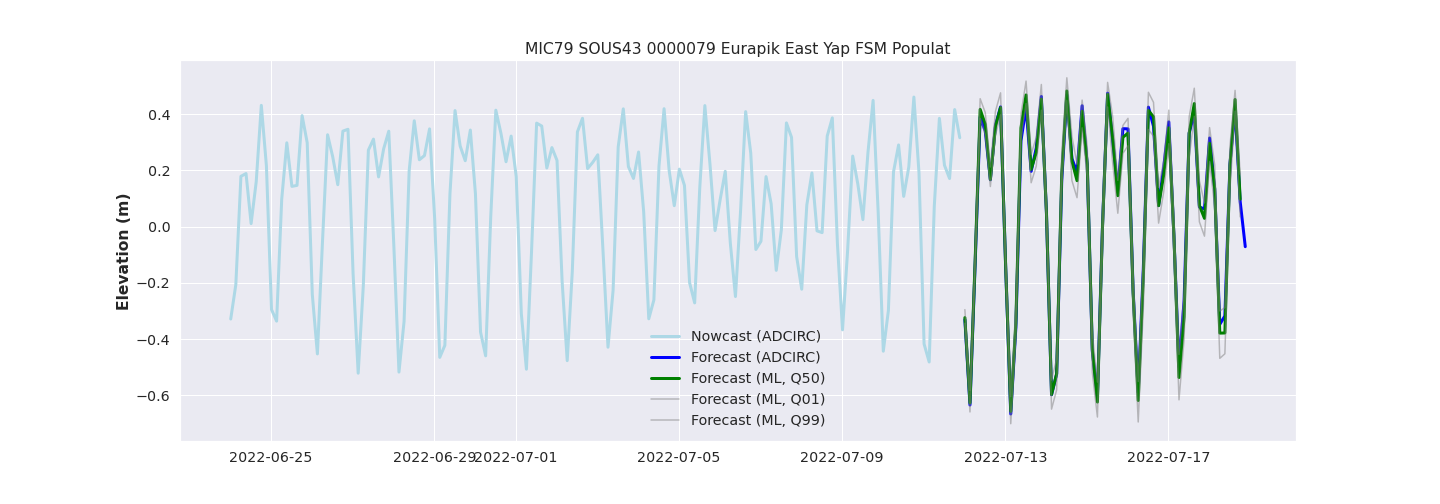 MIC79 SOUS43 0000079 Eurapik East Yap FSM Populat
Elevation (m)
0.4
0.2
0.0
−0.2
−0.4
−0.6
Nowcast (ADCIRC)
Forecast (ADCIRC)
Forecast (ML, Q50)
Forecast (ML, Q01)
Forecast (ML, Q99)
2022-06-25 2022-06-29 2022-07-01 2022-07-05 2022-07-09 2022-07-13 2022-07-17